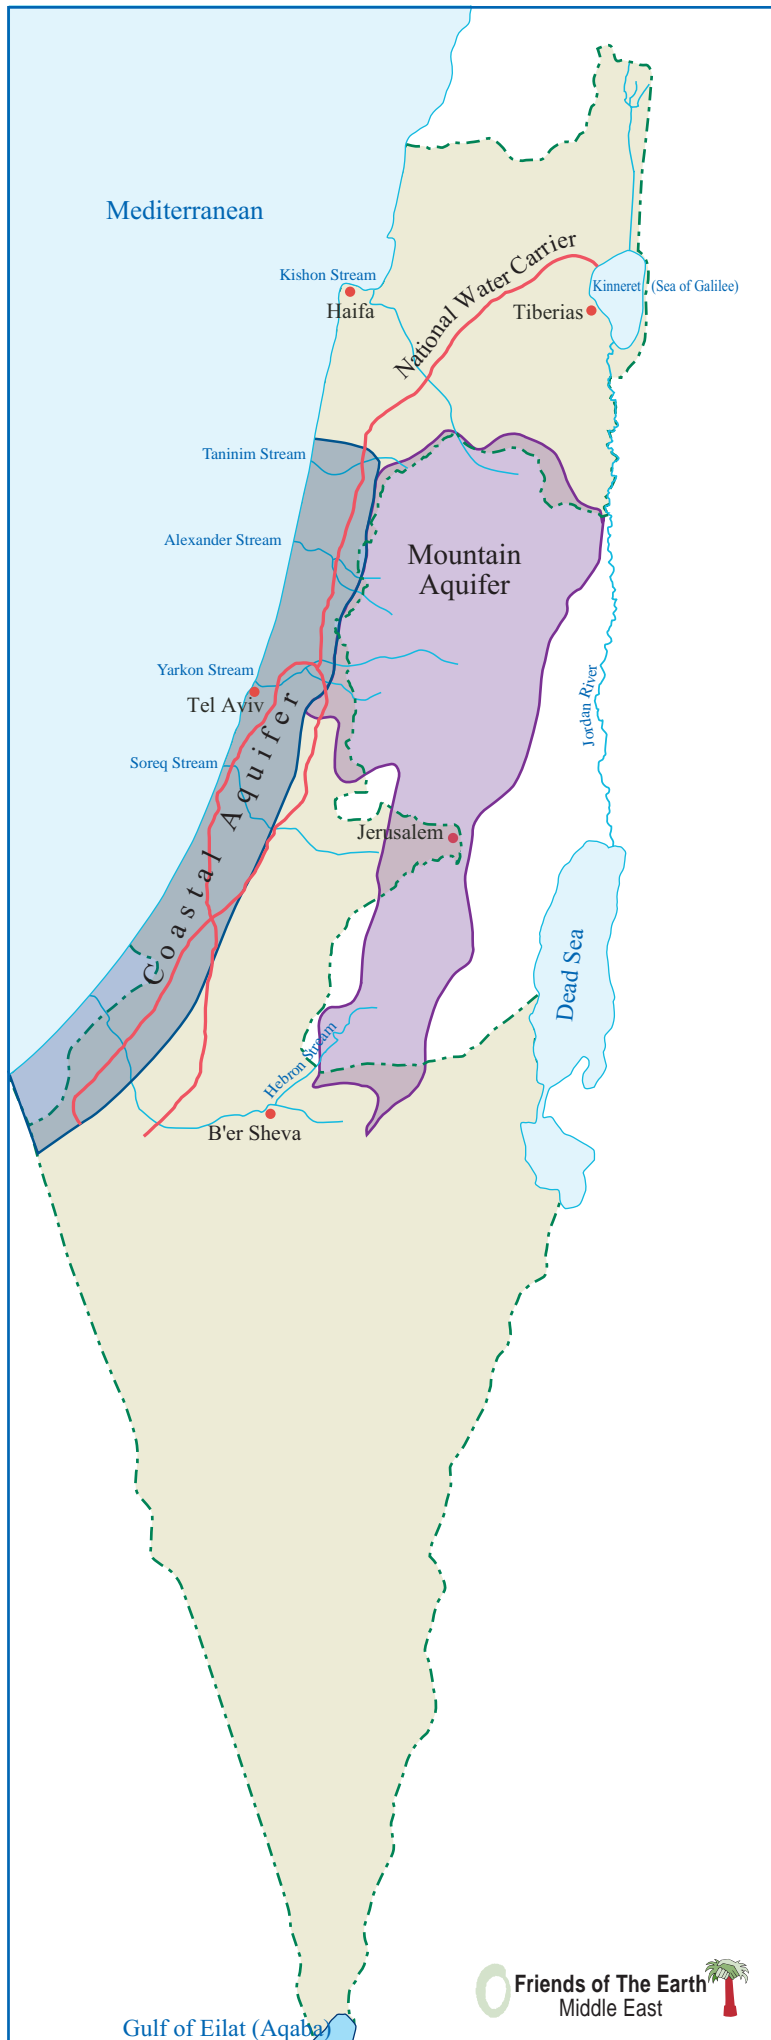 Mediterranean
Kishon Stream
Haifa
National Water Carrier
Kinneret (Sea of Galilee)
Tiberias
Taninim Stream
Alexander Stream
Mountain
Aquifer
Yarkon Stream
Tel Aviv
Jordan River
Soreq Stream
Coastal Aquifer
Jerusalem
Dead Sea
Hebron Stream
B'er Sheva
Friends of The Earth
Middle East
Gulf of Eilat (Aqaba)